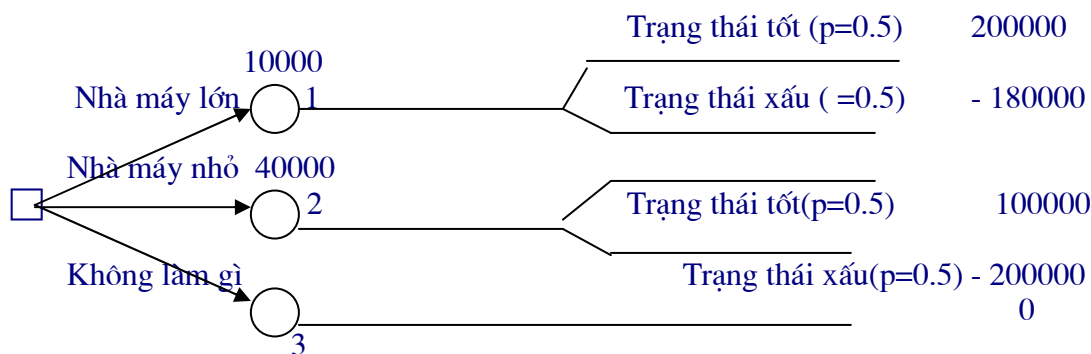 Trạng thái tốt (p=0.5) 200000
10000
Nhà máy lớn 1 Trạng thái xấu ( =0.5) - 180000
Nhà máy nhỏ 40000
2 Trạng thái tốt(p=0.5) 100000
Không làm gì Trạng thái xấu(p=0.5) - 200000
0
3